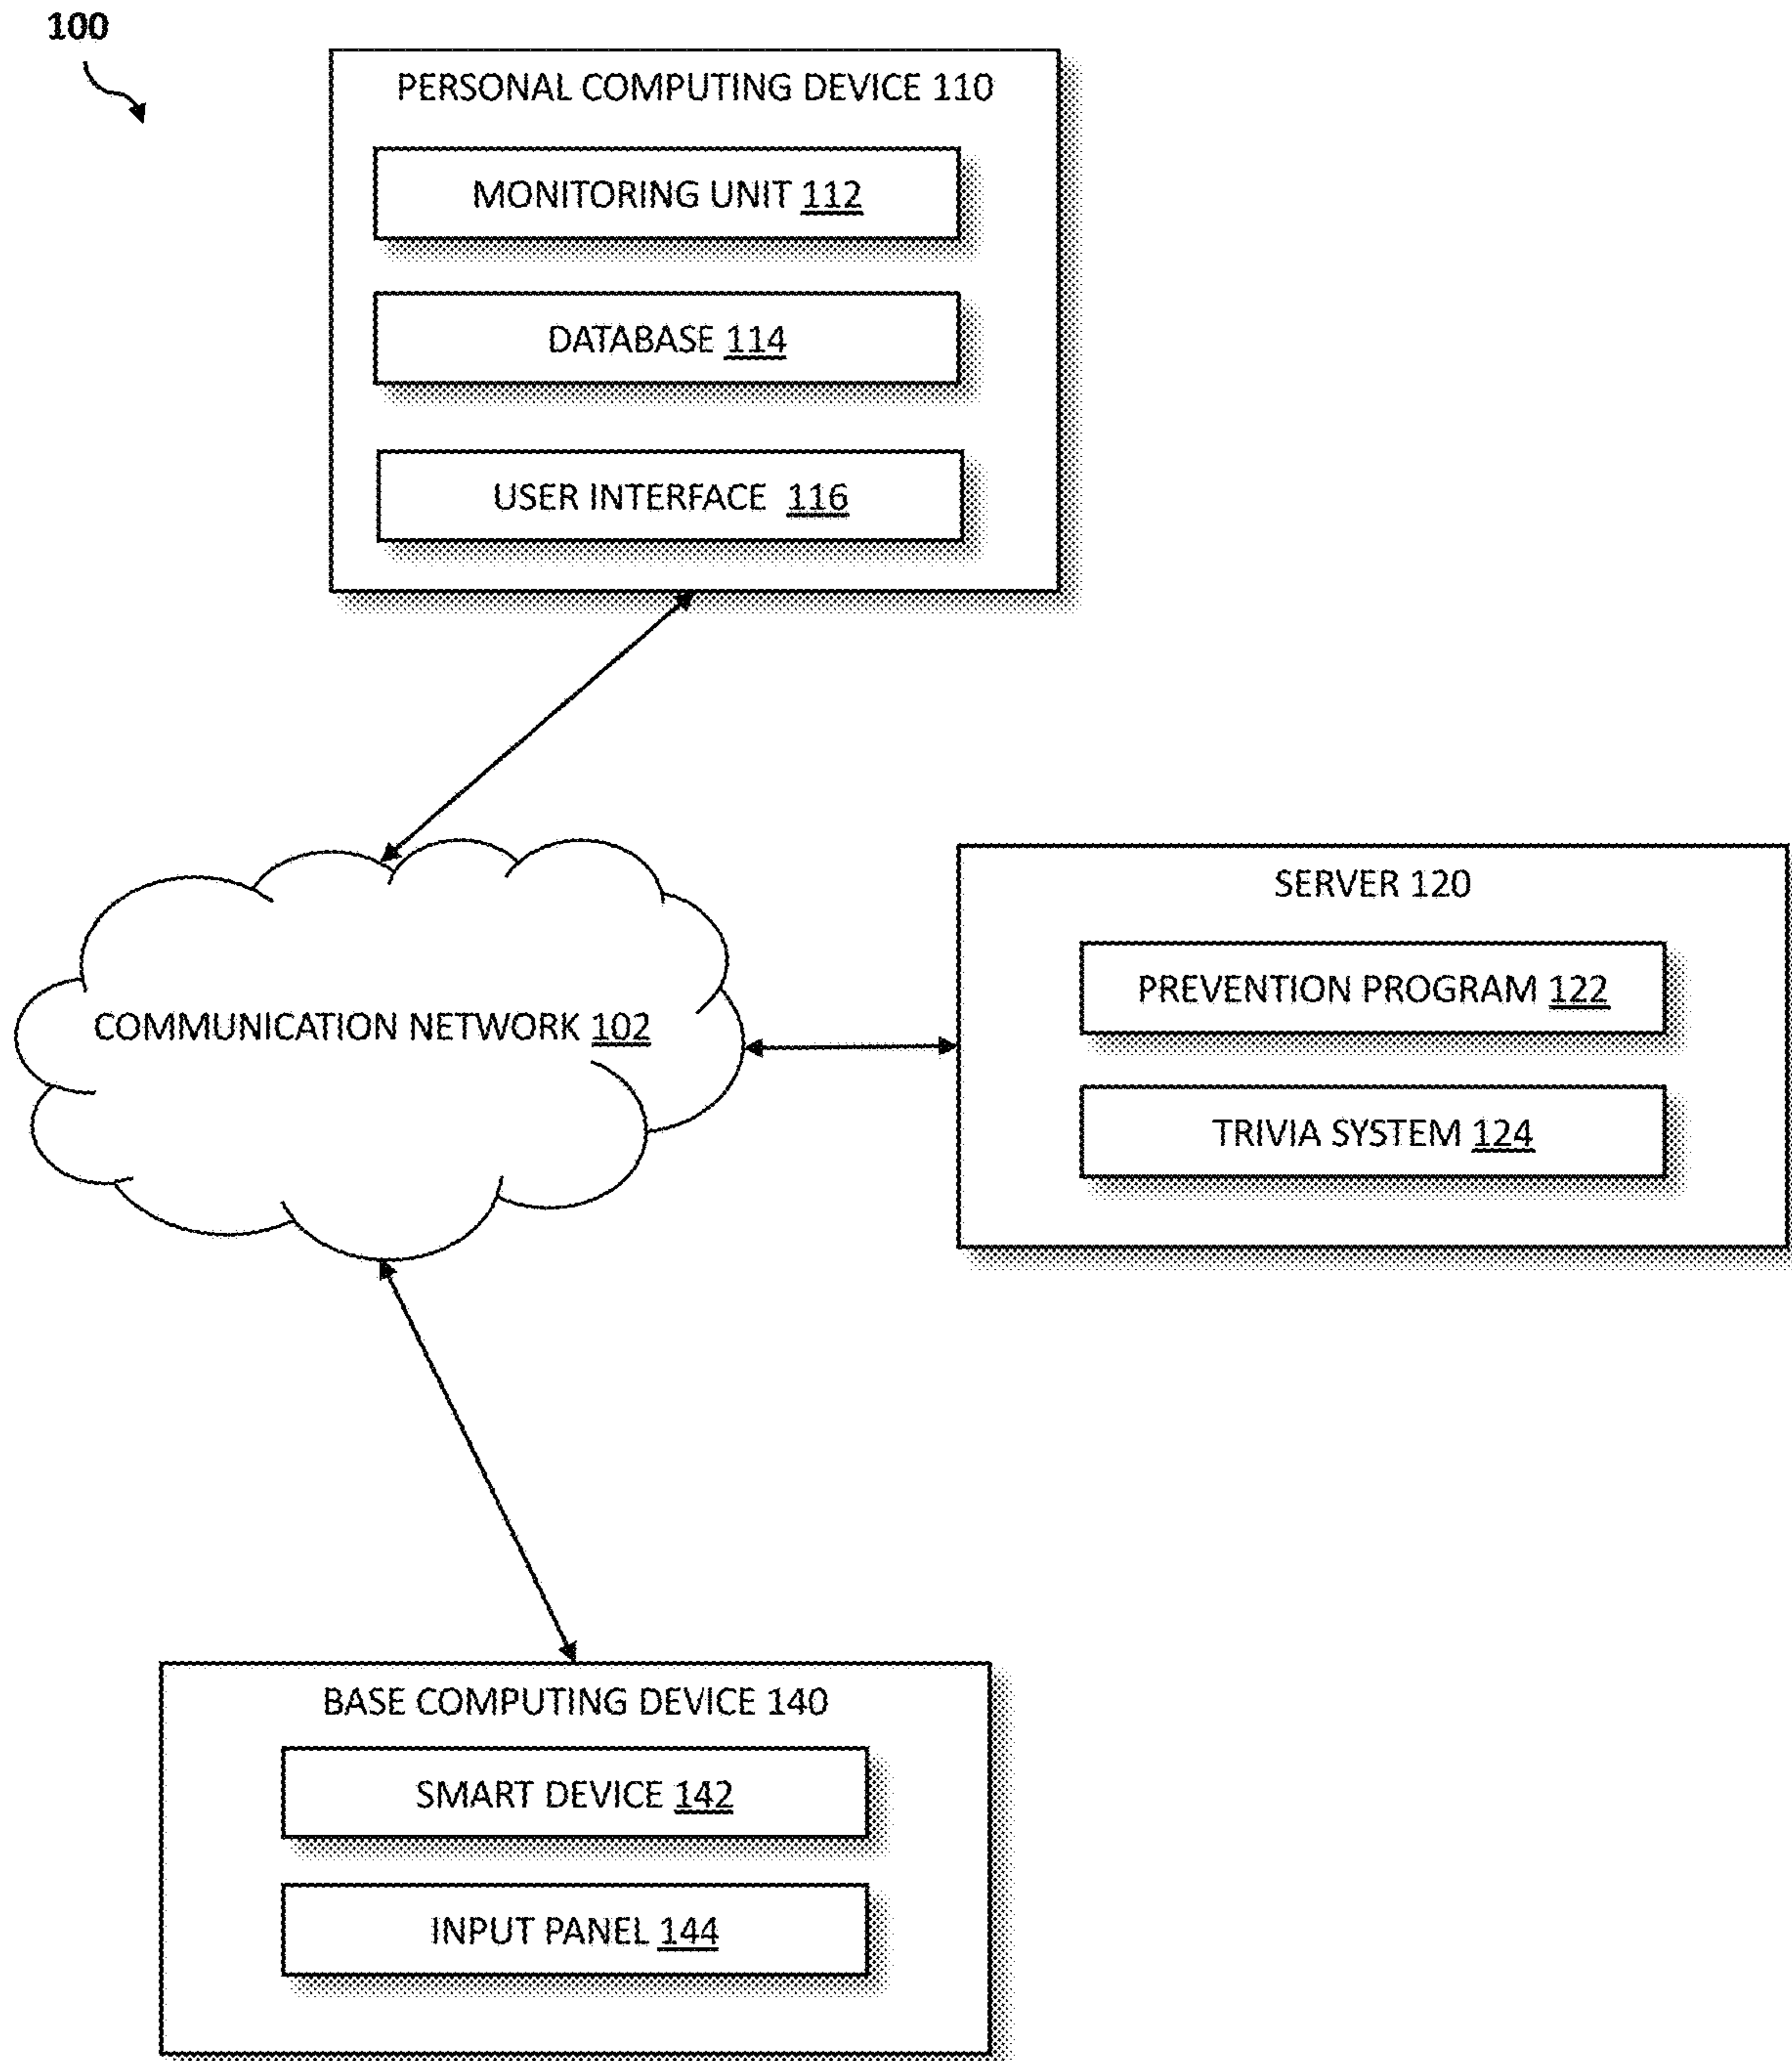 100
PERSONAL COMPUTING DEVICE 110
MONITORING UNIT 112
DATABASE 114
USER INTERFACE 116
COMMUNICATION NETWORK 102
SERVER 120
PREVENTION PROGRAM 122
TRIVIA SYSTEM 124
BASE COMPUTING DEVICE 140
SMART DEVICE 142
INPUT PANEL 144